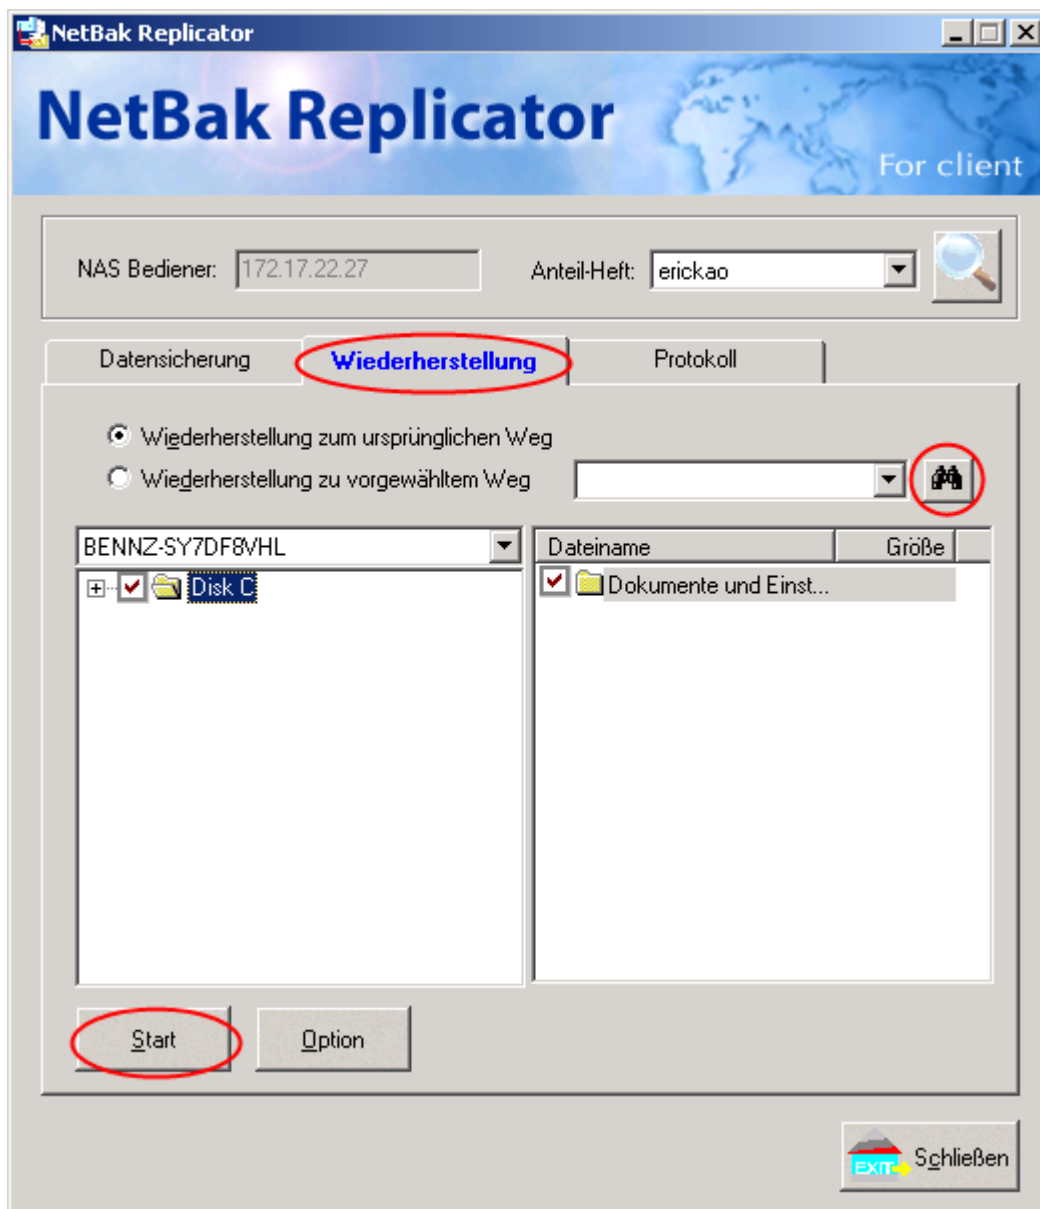 NetBak Replicator
NetBak Replicator
For client
NAS Bediener: 172.17.22.27 Anteil-Heft: erickao
Datensicherung Wiederherstellung Protokoll
Wiederherstellung zum ursprünglichen Weg
Wiederherstellung zu vorgewähltem Weg
BENNZ-SY7DF8VHL
Dateiname Größe
Disk C
Dokumente und Einst...
Start Option
EXIT Schließen